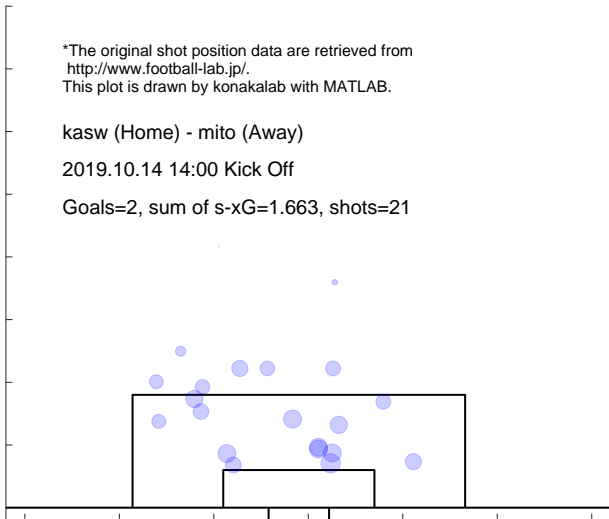 *The original shot position data are retrieved from
http://www.football-lab.jp/.
This plot is drawn by konakalab with MATLAB.
kasw (Home) - mito (Away)
2019.10.14 14:00 Kick Off
Goals=2, sum of s-xG=1.663, shots=21